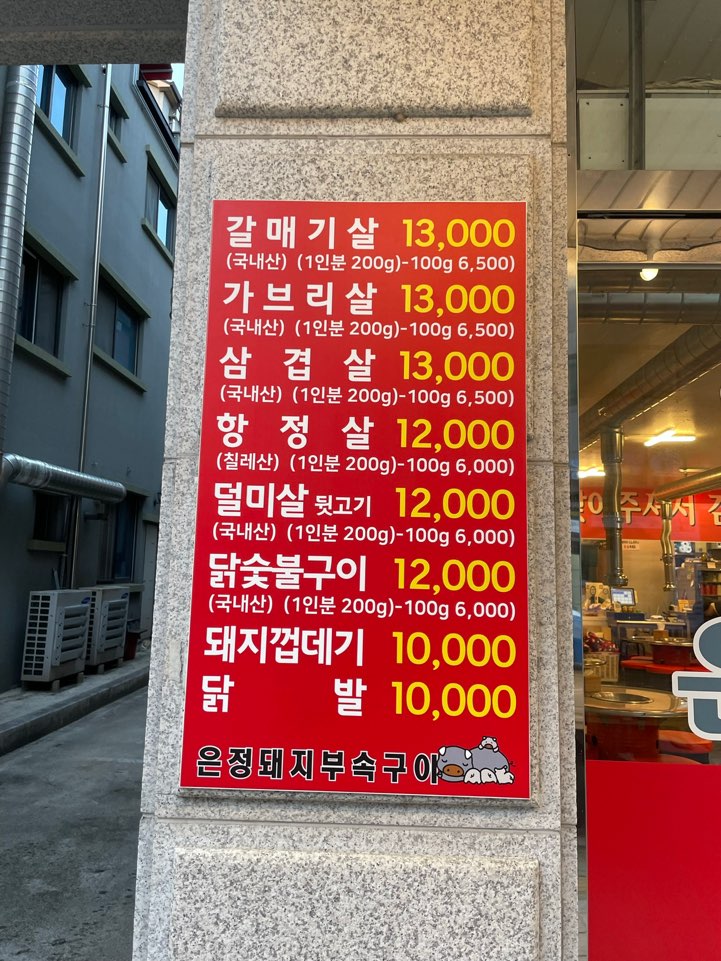 갈매기살 13,000
(국내산) (1인분 200g)-100g 6,500)
가브리살 13,000
(국내산) (1인분 200g)-100g 6,500)
삼겹살 13,000
(국내산) (1인분 200g)-100g 6,500)
항정살 12,000
(칠레산) (1인분 200g)-100g 6,000)
덜미살 뒷고기 12,000
(국내산) (1인분 200g)-100g 6,000)
닭숯불구이 12,000
(국내산) (1인분 200g)-100g 6,000)
돼지껍데기 10,000
닭발 10,000
은정돼지부속구이
주세서
은